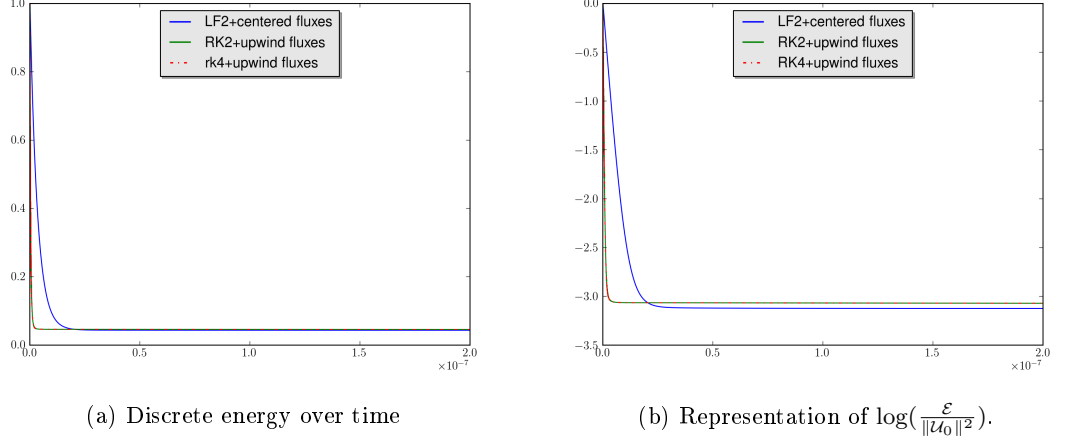 LF2+centered fluxes
RK2+upwind fluxes
rk4+upwind fluxes
1.0
0.8
0.6
0.4
0.2
0.0
0.0 0.5 1.0 1.5 2.0
×10⁻⁷
(a) Discrete energy over time
LF2+centered fluxes
RK2+upwind fluxes
RK4+upwind fluxes
0.0
−0.5
−1.0
−1.5
−2.0
−2.5
−3.0
−3.5
0.0 0.5 1.0 1.5 2.0
×10⁻⁷
(b) Representation of log(ℰ/‖𝒰₀‖²).